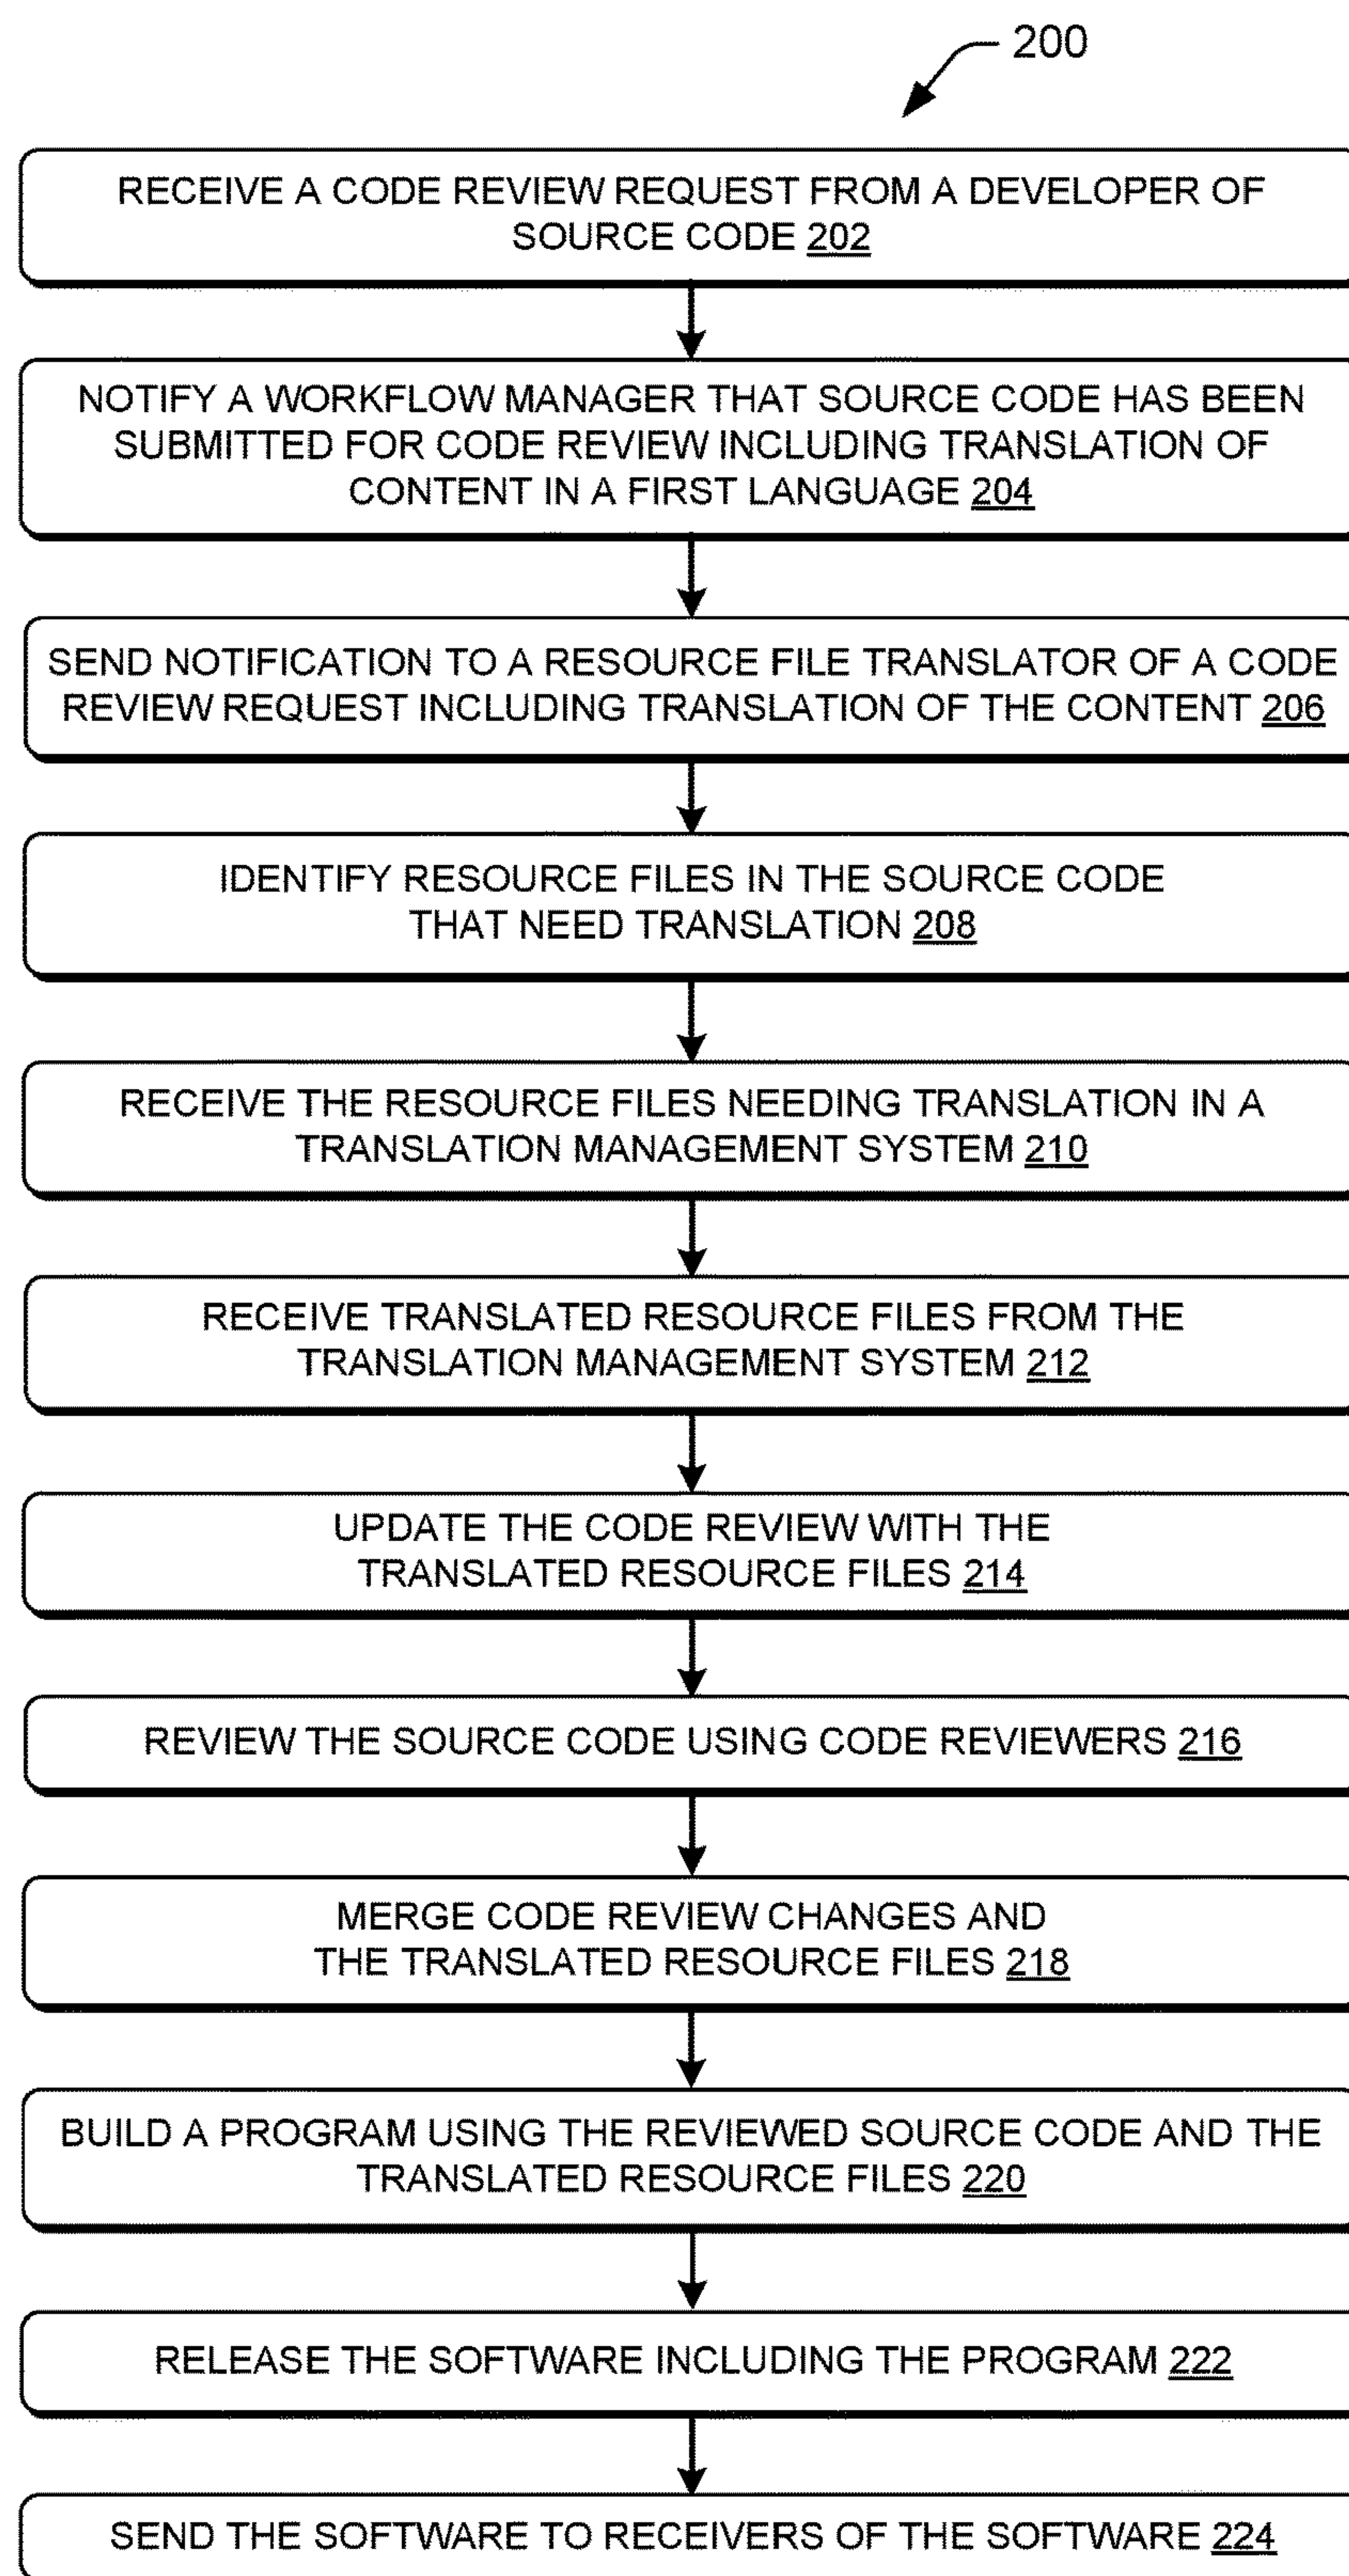 200
RECEIVE A CODE REVIEW REQUEST FROM A DEVELOPER OF
SOURCE CODE 202
NOTIFY A WORKFLOW MANAGER THAT SOURCE CODE HAS BEEN
SUBMITTED FOR CODE REVIEW INCLUDING TRANSLATION OF
CONTENT IN A FIRST LANGUAGE 204
SEND NOTIFICATION TO A RESOURCE FILE TRANSLATOR OF A CODE
REVIEW REQUEST INCLUDING TRANSLATION OF THE CONTENT 206
IDENTIFY RESOURCE FILES IN THE SOURCE CODE
THAT NEED TRANSLATION 208
RECEIVE THE RESOURCE FILES NEEDING TRANSLATION IN A
TRANSLATION MANAGEMENT SYSTEM 210
RECEIVE TRANSLATED RESOURCE FILES FROM THE
TRANSLATION MANAGEMENT SYSTEM 212
UPDATE THE CODE REVIEW WITH THE
TRANSLATED RESOURCE FILES 214
REVIEW THE SOURCE CODE USING CODE REVIEWERS 216
MERGE CODE REVIEW CHANGES AND
THE TRANSLATED RESOURCE FILES 218
BUILD A PROGRAM USING THE REVIEWED SOURCE CODE AND THE
TRANSLATED RESOURCE FILES 220
RELEASE THE SOFTWARE INCLUDING THE PROGRAM 222
SEND THE SOFTWARE TO RECEIVERS OF THE SOFTWARE 224